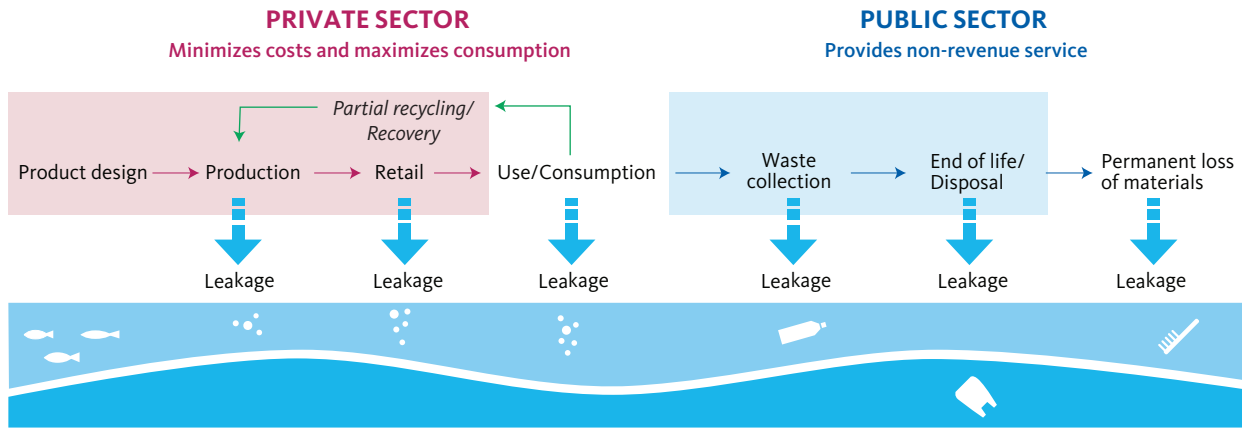 PRIVATE SECTOR
Minimizes costs and maximizes consumption
PUBLIC SECTOR
Provides non-revenue service
Partial recycling/
Recovery
Product design
Production
Retail
Use/Consumption
Waste
collection
End of life/
Disposal
Permanent loss
of materials
Leakage
Leakage
Leakage
Leakage
Leakage
Leakage